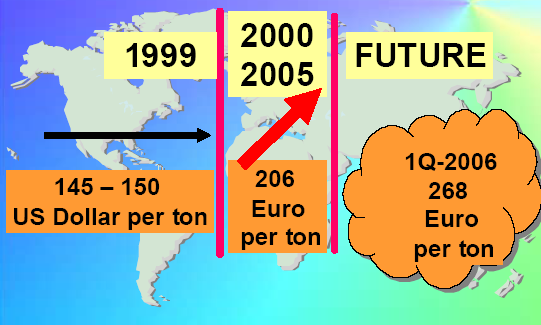 1999
2000
2005
FUTURE
145 – 150
US Dollar per ton
206
Euro
per ton
1Q-2006
268
Euro
per ton